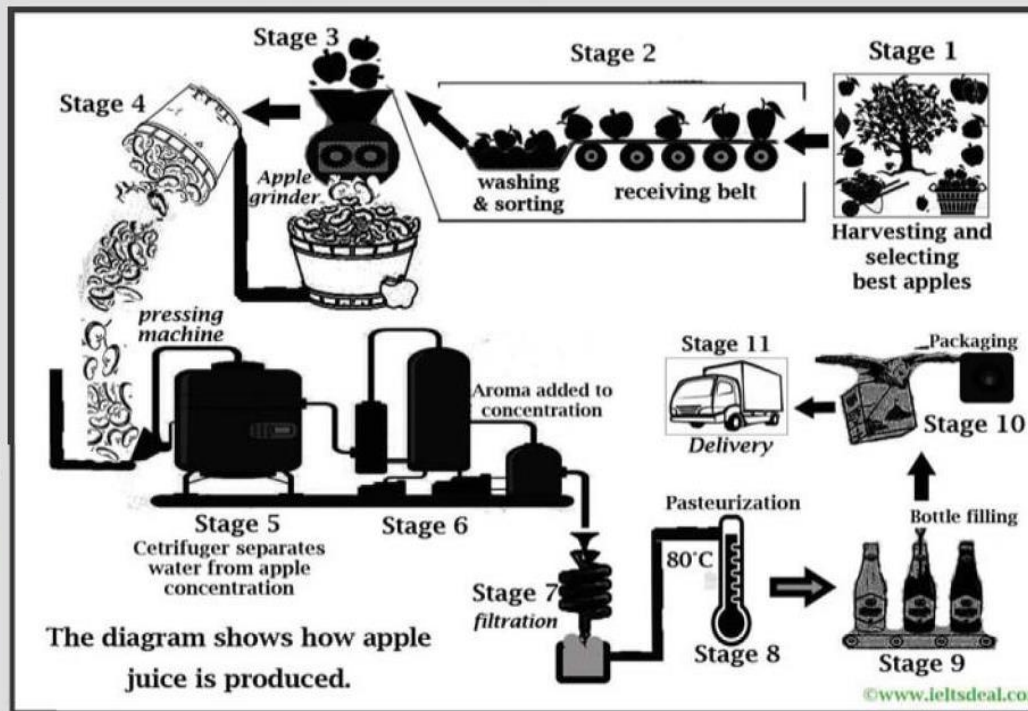 Stage 1
Harvesting and
selecting
best apples
Stage 2
washing
& sorting
receiving belt
Stage 3
Apple
grinder
Stage 4
pressing
machine
Stage 5
Cetrifuger separates
water from apple
concentration
Stage 6
Aroma added to
concentration
Stage 7
filtration
Pasteurization
80°C
Stage 8
Bottle filling
Stage 9
Packaging
Stage 10
Stage 11
Delivery
The diagram shows how apple
juice is produced.
©www.ieltsdeal.co